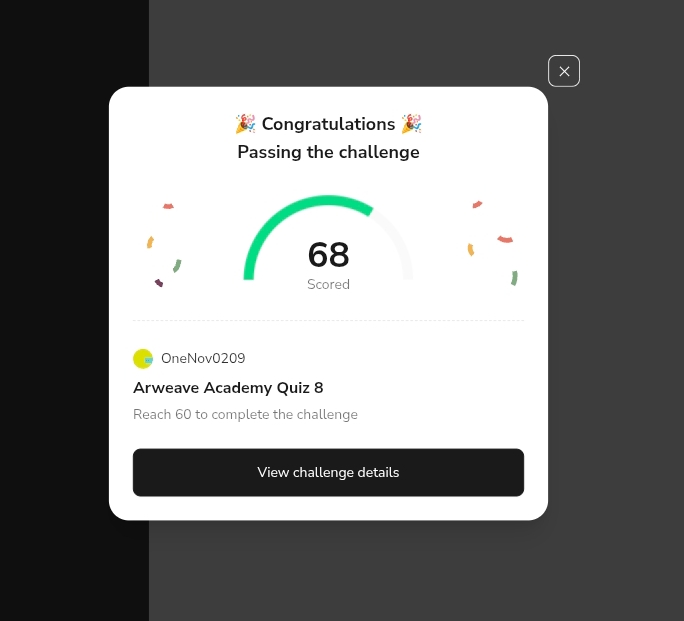 🎉 Congratulations 🎉
Passing the challenge
68
Scored
OneNov0209
Arweave Academy Quiz 8
Reach 60 to complete the challenge
View challenge details